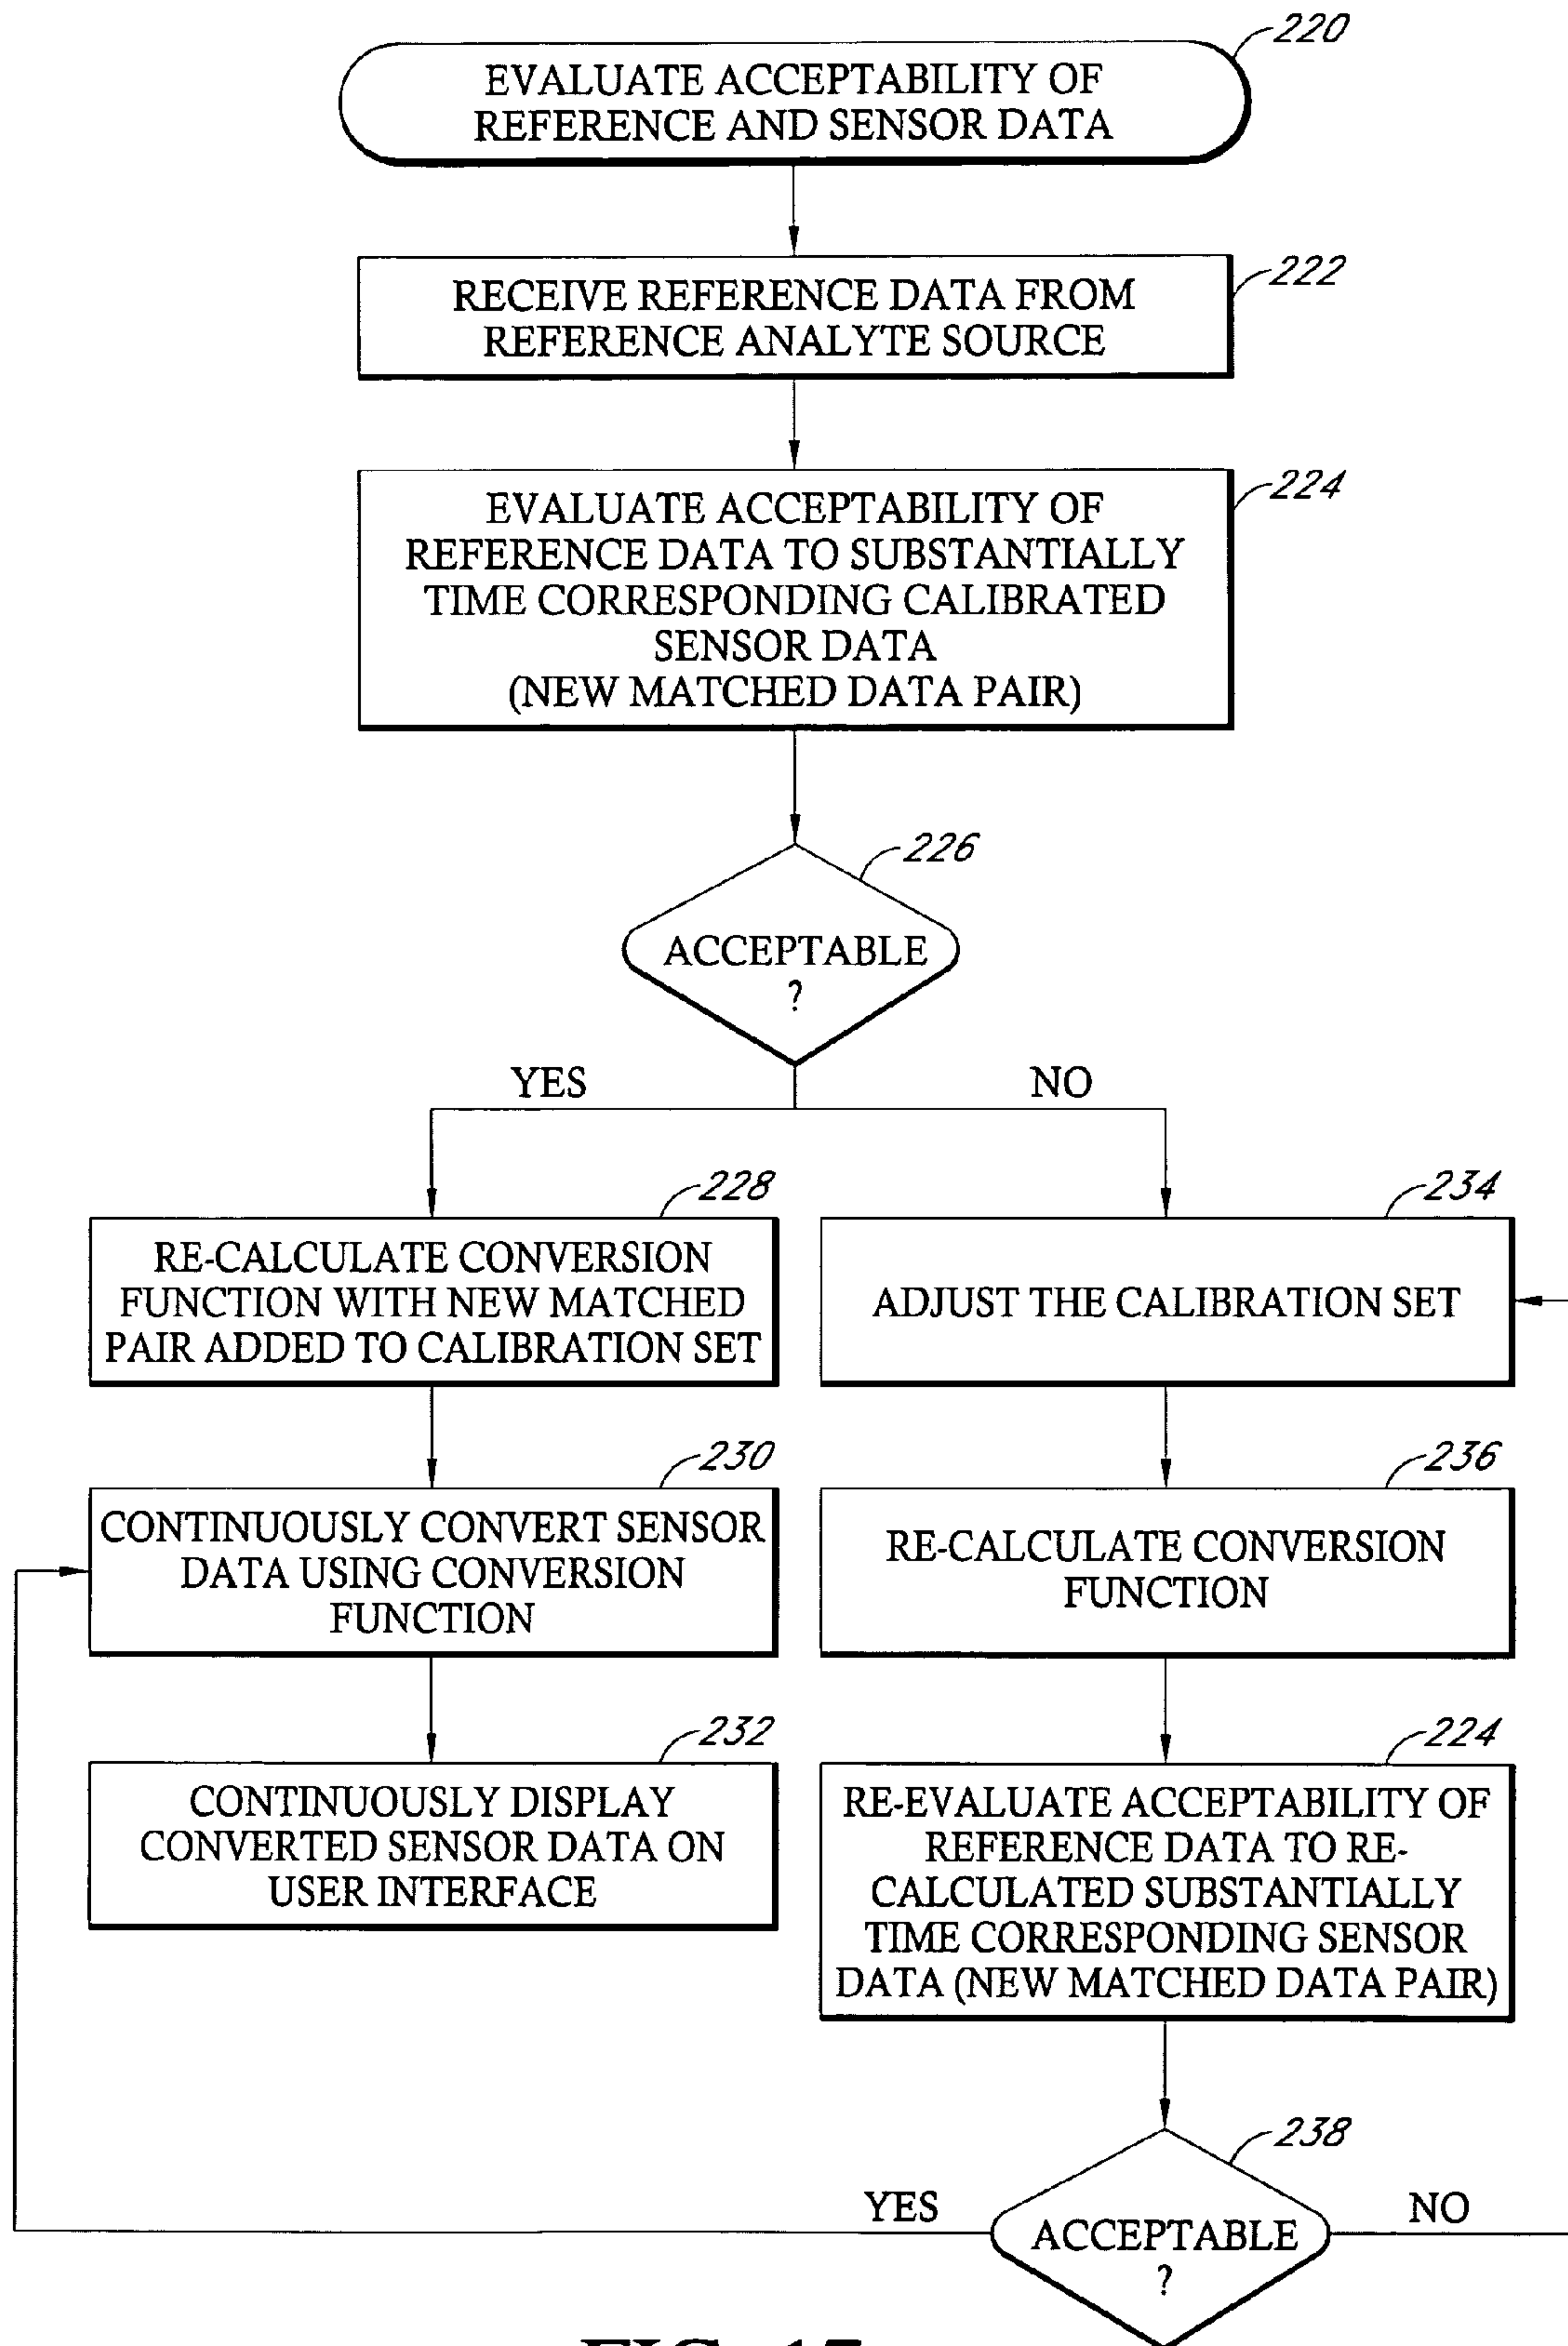 220
EVALUATE ACCEPTABILITY OF
REFERENCE AND SENSOR DATA
222
RECEIVE REFERENCE DATA FROM
REFERENCE ANALYTE SOURCE
224
EVALUATE ACCEPTABILITY OF
REFERENCE DATA TO SUBSTANTIALLY
TIME CORRESPONDING CALIBRATED
SENSOR DATA
(NEW MATCHED DATA PAIR)
226
ACCEPTABLE
?
YES
NO
228
RE-CALCULATE CONVERSION
FUNCTION WITH NEW MATCHED
PAIR ADDED TO CALIBRATION SET
234
ADJUST THE CALIBRATION SET
230
CONTINUOUSLY CONVERT SENSOR
DATA USING CONVERSION
FUNCTION
236
RE-CALCULATE CONVERSION
FUNCTION
232
CONTINUOUSLY DISPLAY
CONVERTED SENSOR DATA ON
USER INTERFACE
224
RE-EVALUATE ACCEPTABILITY OF
REFERENCE DATA TO RE-
CALCULATED SUBSTANTIALLY
TIME CORRESPONDING SENSOR
DATA (NEW MATCHED DATA PAIR)
238
YES
ACCEPTABLE
?
NO